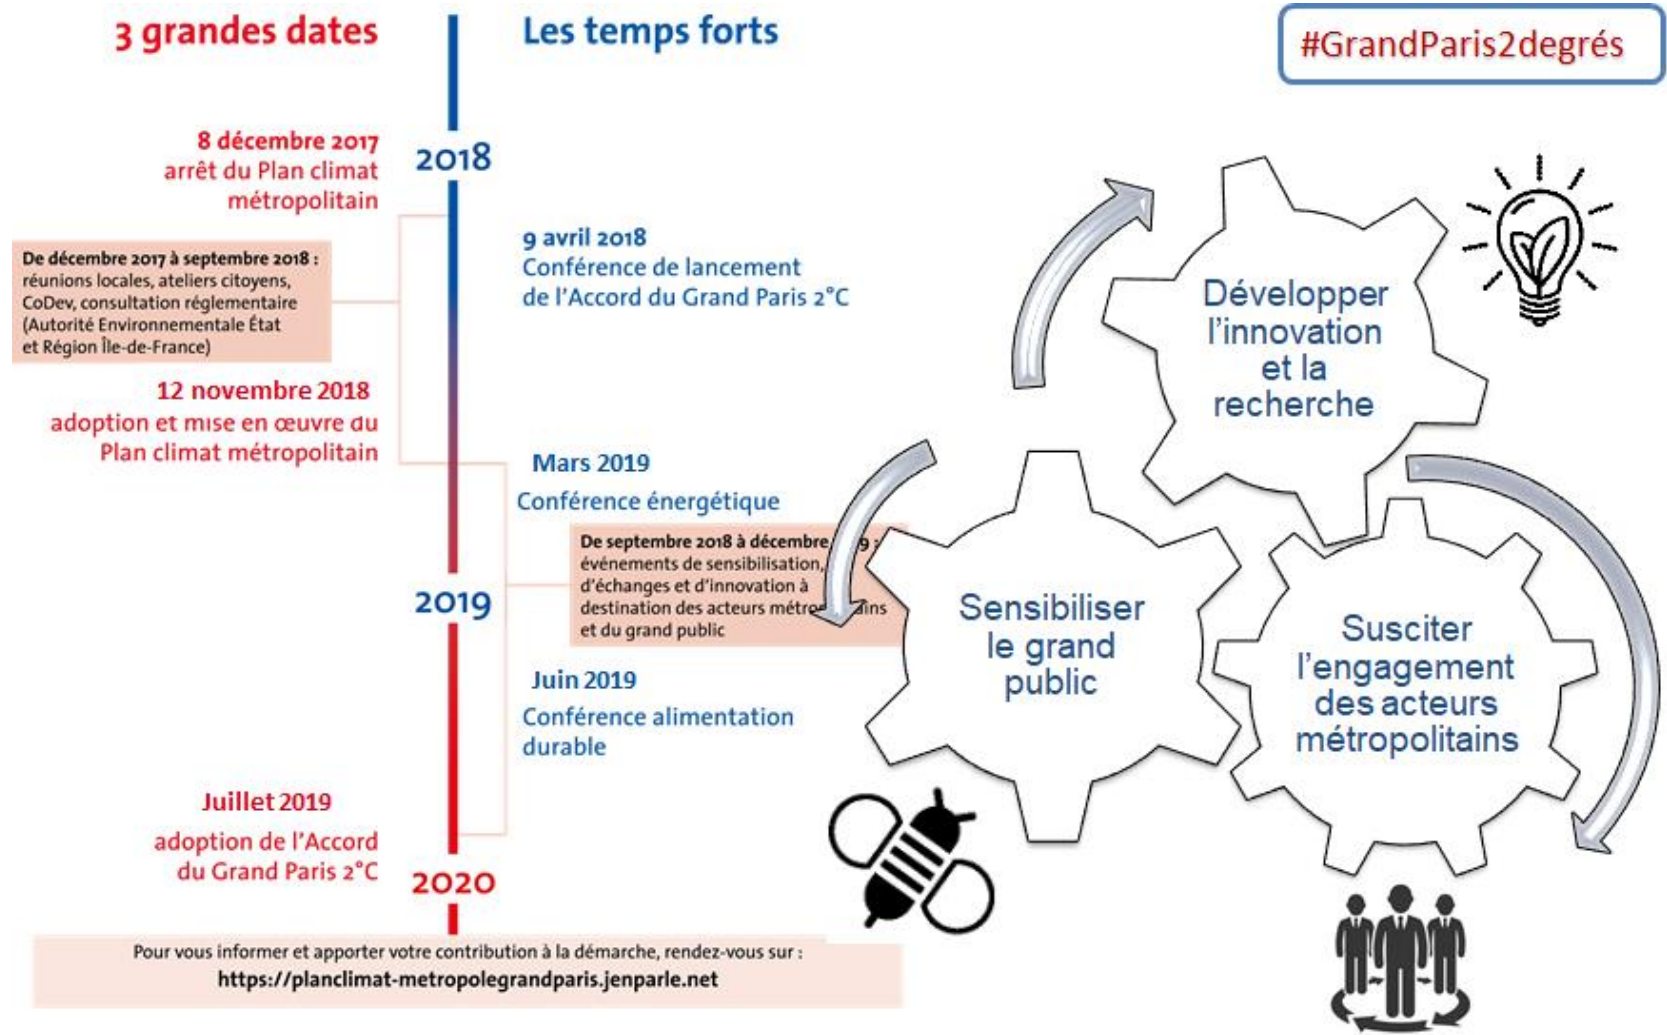 3 grandes dates
Les temps forts
#GrandParis2degrés
8 décembre 2017
arrêt du Plan climat
métropolitain
2018
9 avril 2018
Conférence de lancement
de l'Accord du Grand Paris 2°C
De décembre 2017 à septembre 2018 :
réunions locales, ateliers citoyens,
CoDev, consultation réglementaire
(Autorité Environnementale État
et Région Île-de-France)
12 novembre 2018
adoption et mise en œuvre du
Plan climat métropolitain
Mars 2019
Conférence énergétique
De septembre 2018 à décembre 9 :
événements de sensibilisation,
d'échanges et d'innovation à
destination des acteurs
et du grand public
2019
Juin 2019
Conférence alimentation
durable
Juillet 2019
adoption de l'Accord
du Grand Paris 2°C
2020
Pour vous informer et apporter votre contribution à la démarche, rendez-vous sur :
https://planclimat-metropolegrandparis.jenparle.net
Développer
l'innovation
et la
recherche
Sensibiliser
le grand
public
Susciter
l'engagement
des acteurs
métropolitains